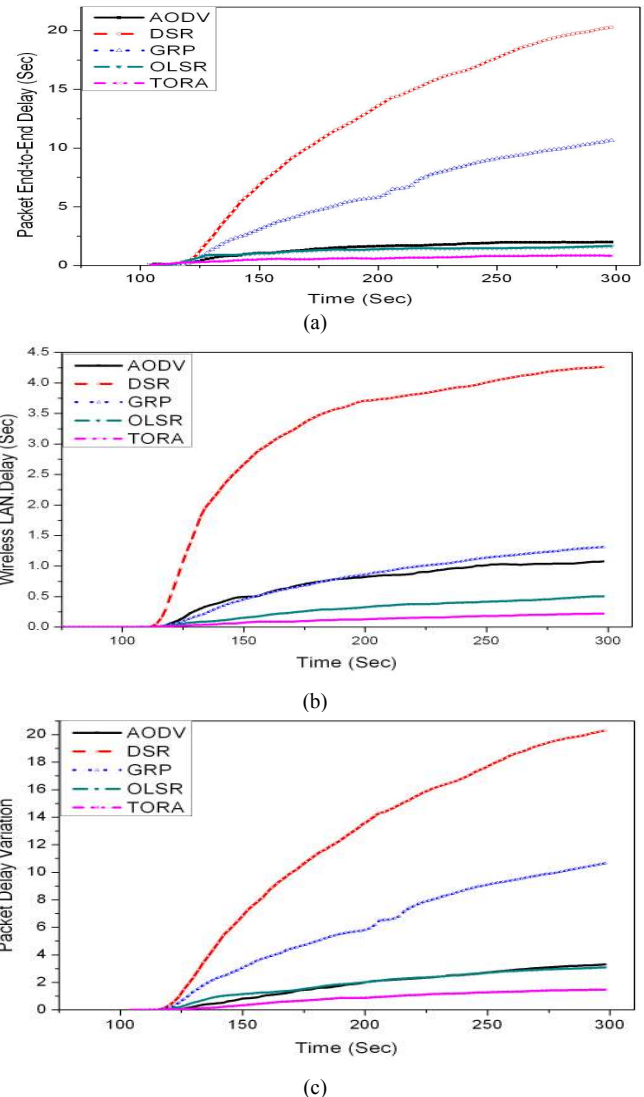 AODV
DSR
GRP
OLSR
TORA
Packet End-to-End Delay (Sec)
20
15
10
5
0
100 150 200 250 300
Time (Sec)
(a)
AODV
DSR
GRP
OLSR
TORA
Wireless LAN.Delay (Sec)
4.5
4.0
3.5
3.0
2.5
2.0
1.5
1.0
0.5
0.0
100 150 200 250 300
Time (Sec)
(b)
AODV
DSR
GRP
OLSR
TORA
Packet Delay Variation
20
18
16
14
12
10
8
6
4
2
0
100 150 200 250 300
Time (Sec)
(c)